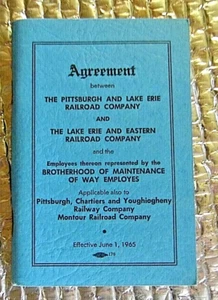 Agreement
between
THE PITTSBURGH AND LAKE ERIE
RAILROAD COMPANY
AND
THE LAKE ERIE AND EASTERN
RAILROAD COMPANY
and the
Employees thereon represented by the
BROTHERHOOD OF MAINTENANCE
OF WAY EMPLOYES
Applicable also to
Pittsburgh, Chartiers and Youghiogheny
Railway Company
Montour Railroad Company
Effective June 1, 1965